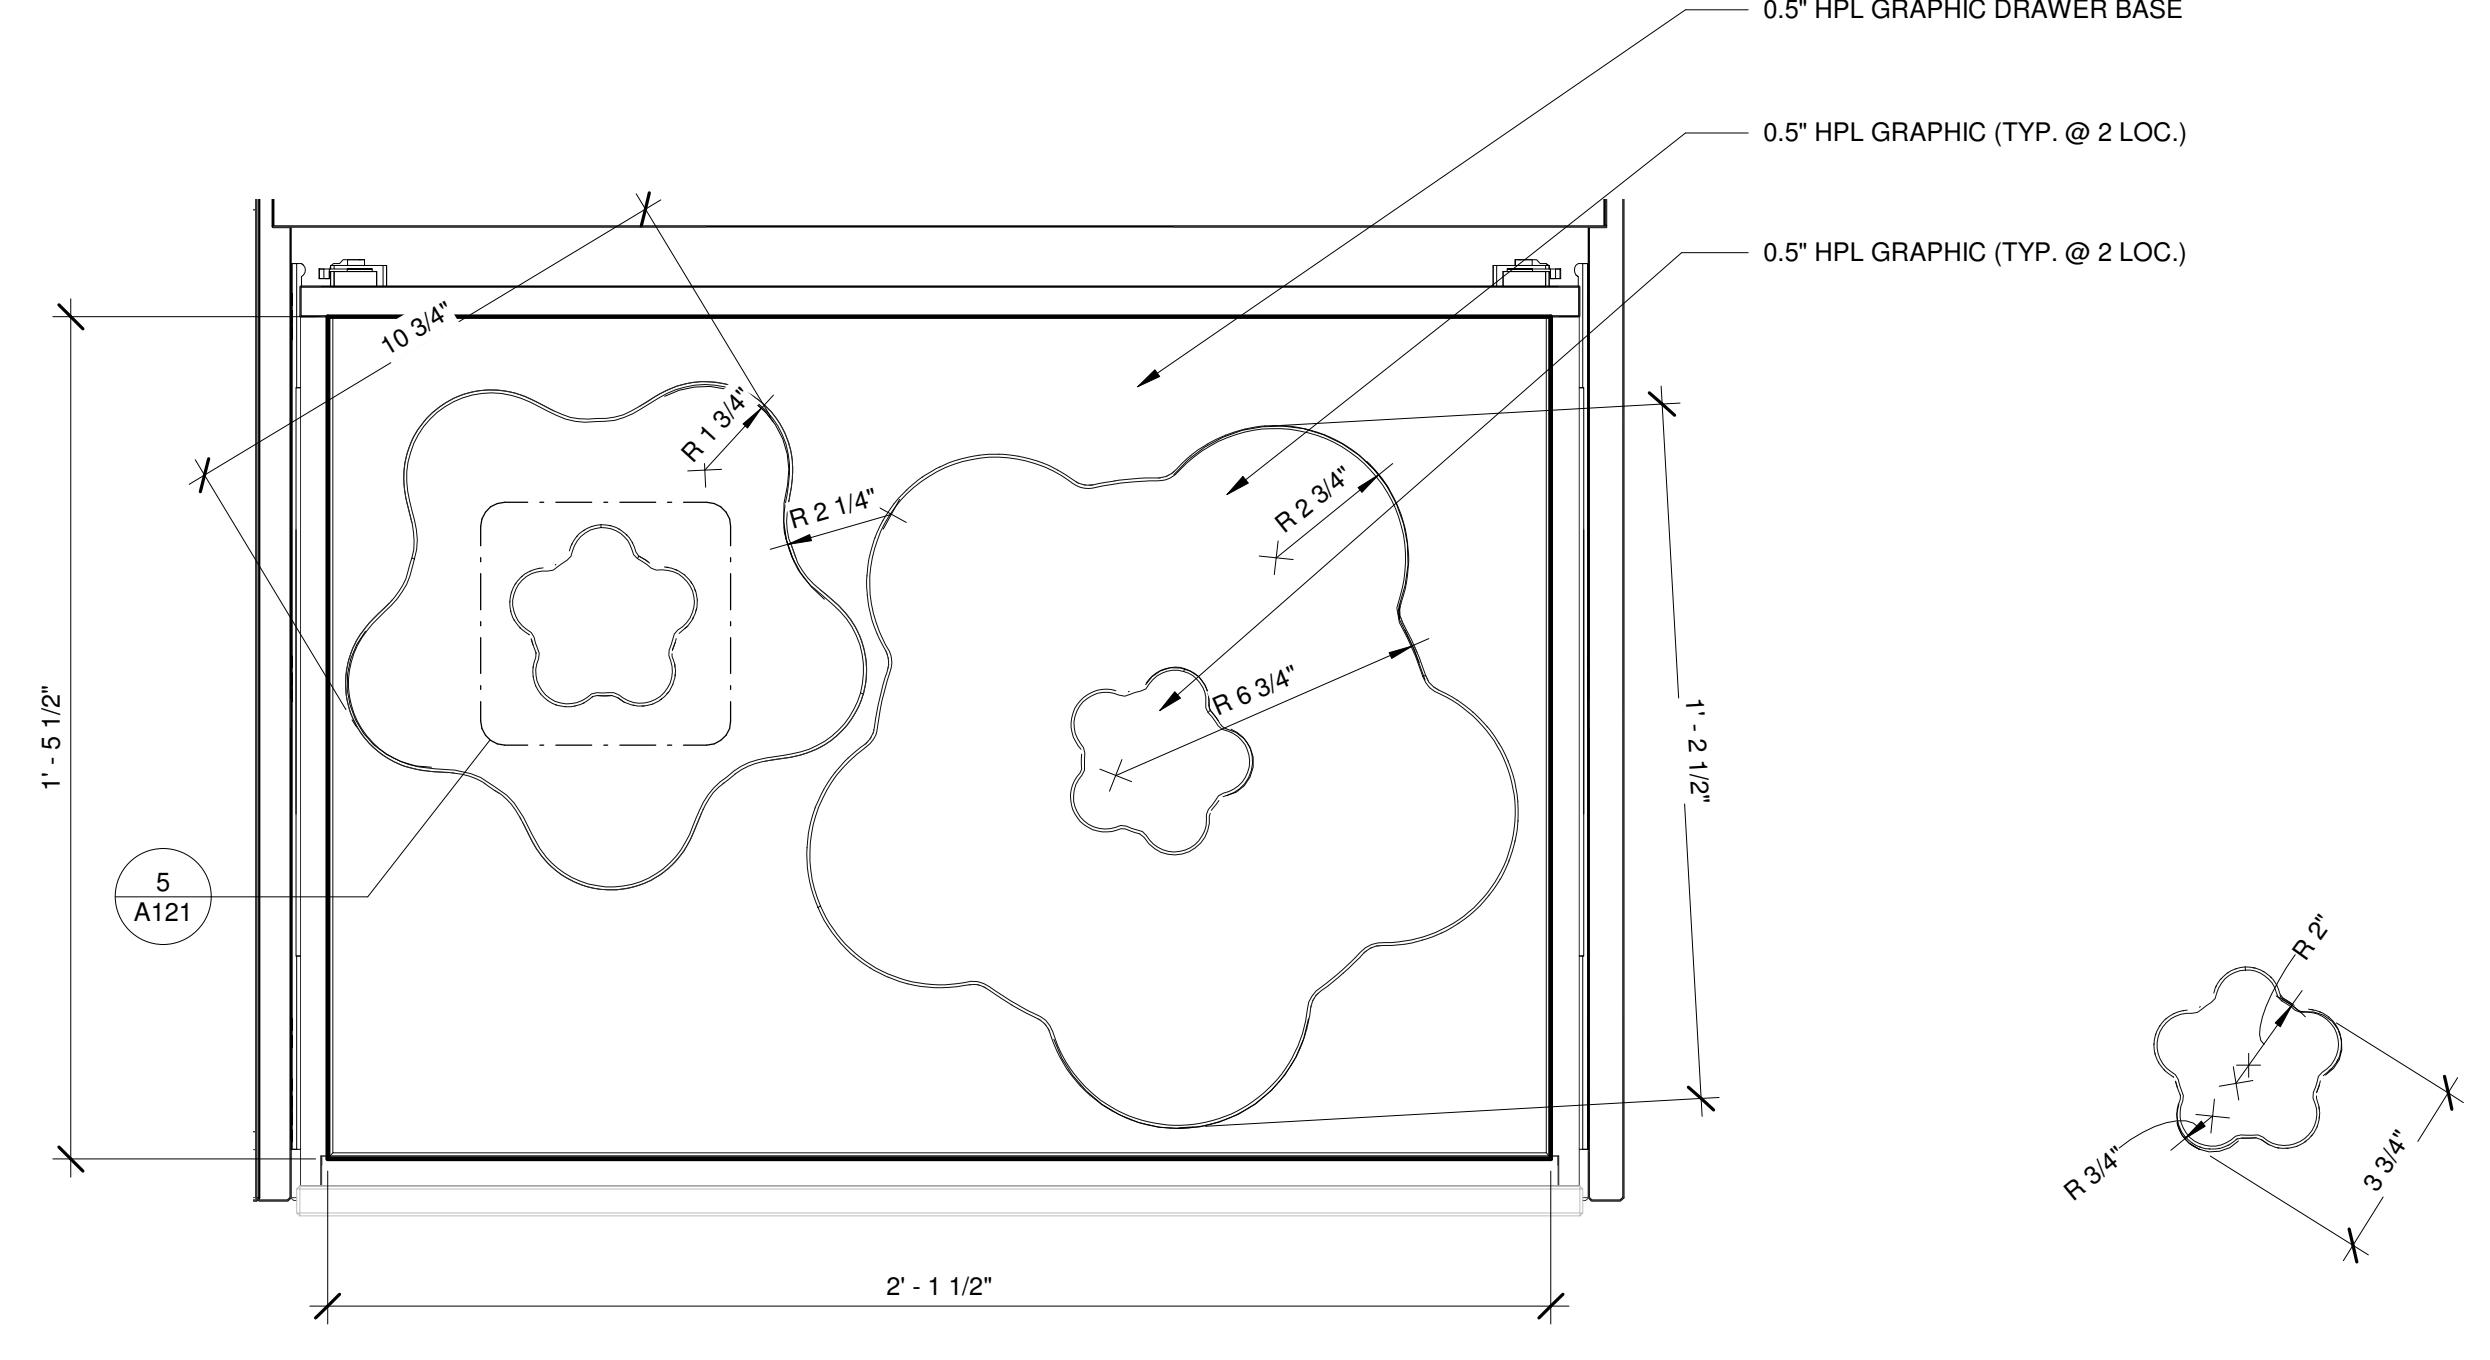 0.5" HPL GRAPHIC DRAWER BASE
0.5" HPL GRAPHIC (TYP. @ 2 LOC.)
0.5" HPL GRAPHIC (TYP. @ 2 LOC.)
10 3/4"
R 1 3/4"
R 2 1/4"
R 2 3/4"
R 6 3/4"
1' - 5 1/2"
1' - 2 1/2"
5
A121
R 2"
R 3/4"
3 3/4"
2' - 1 1/2"